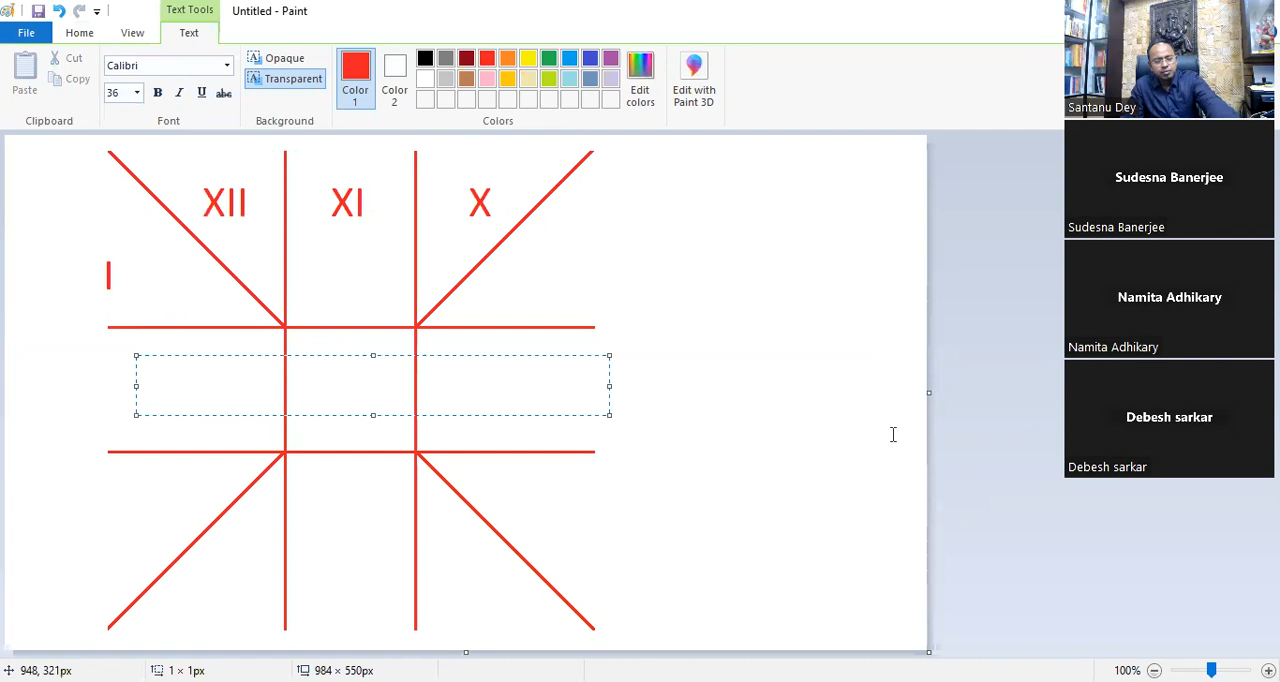 Text Tools
Untitled - Paint
File
Home
View
Text
Paste
Cut
Copy
Clipboard
Calibri
36
B I U abc
Font
Opaque
Transparent
Background
Color 1
Color 2
Edit colors
Colors
Edit with Paint 3D
XII XI X
I
Santanu Dey
Sudesna Banerjee
Sudesna Banerjee
Namita Adhikary
Namita Adhikary
Debesh sarkar
Debesh sarkar
948, 321px
1 × 1px
984 × 550px
100%